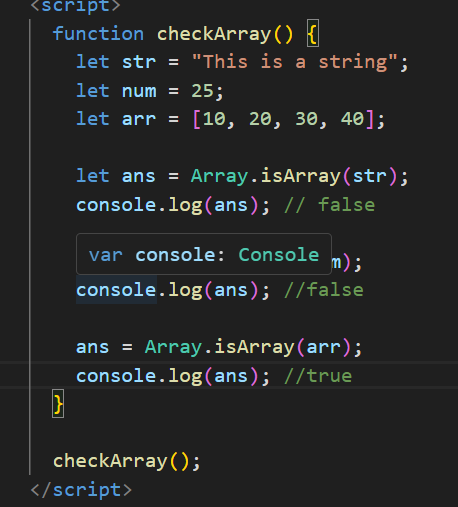 <script>
function checkArray() {
let str = "This is a string";
let num = 25;
let arr = [10, 20, 30, 40];
let ans = Array.isArray(str);
console.log(ans); // false
var console: Console
m);
console.log(ans); //false
ans = Array.isArray(arr);
console.log(ans); //true
}
checkArray();
</script>